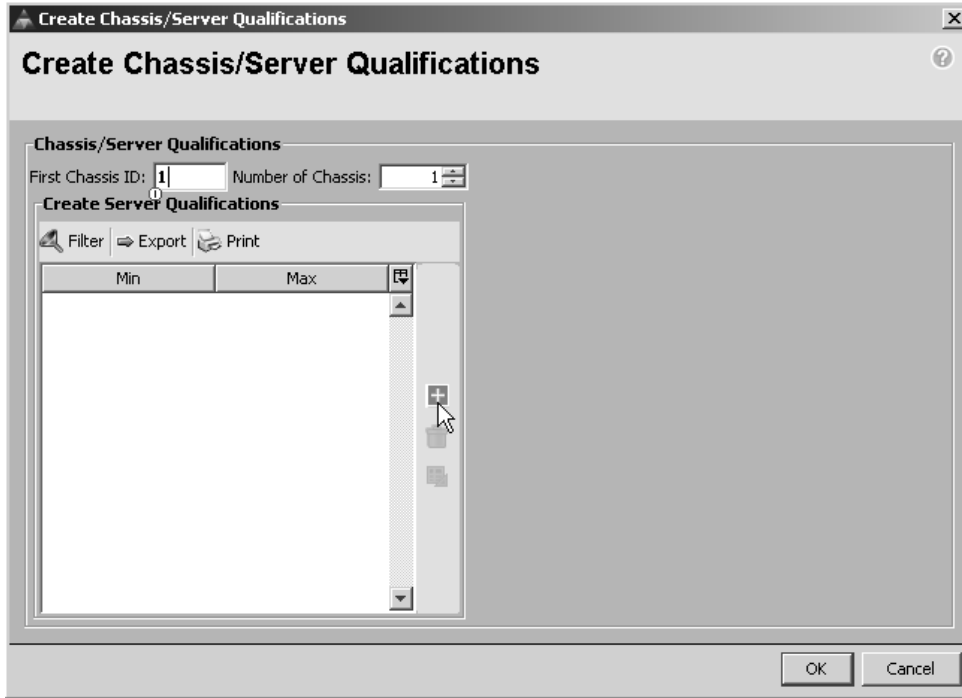 Create Chassis/Server Qualifications
Create Chassis/Server Qualifications
Chassis/Server Qualifications
First Chassis ID: 1 Number of Chassis: 1
Create Server Qualifications
Filter Export Print
Min Max
OK Cancel